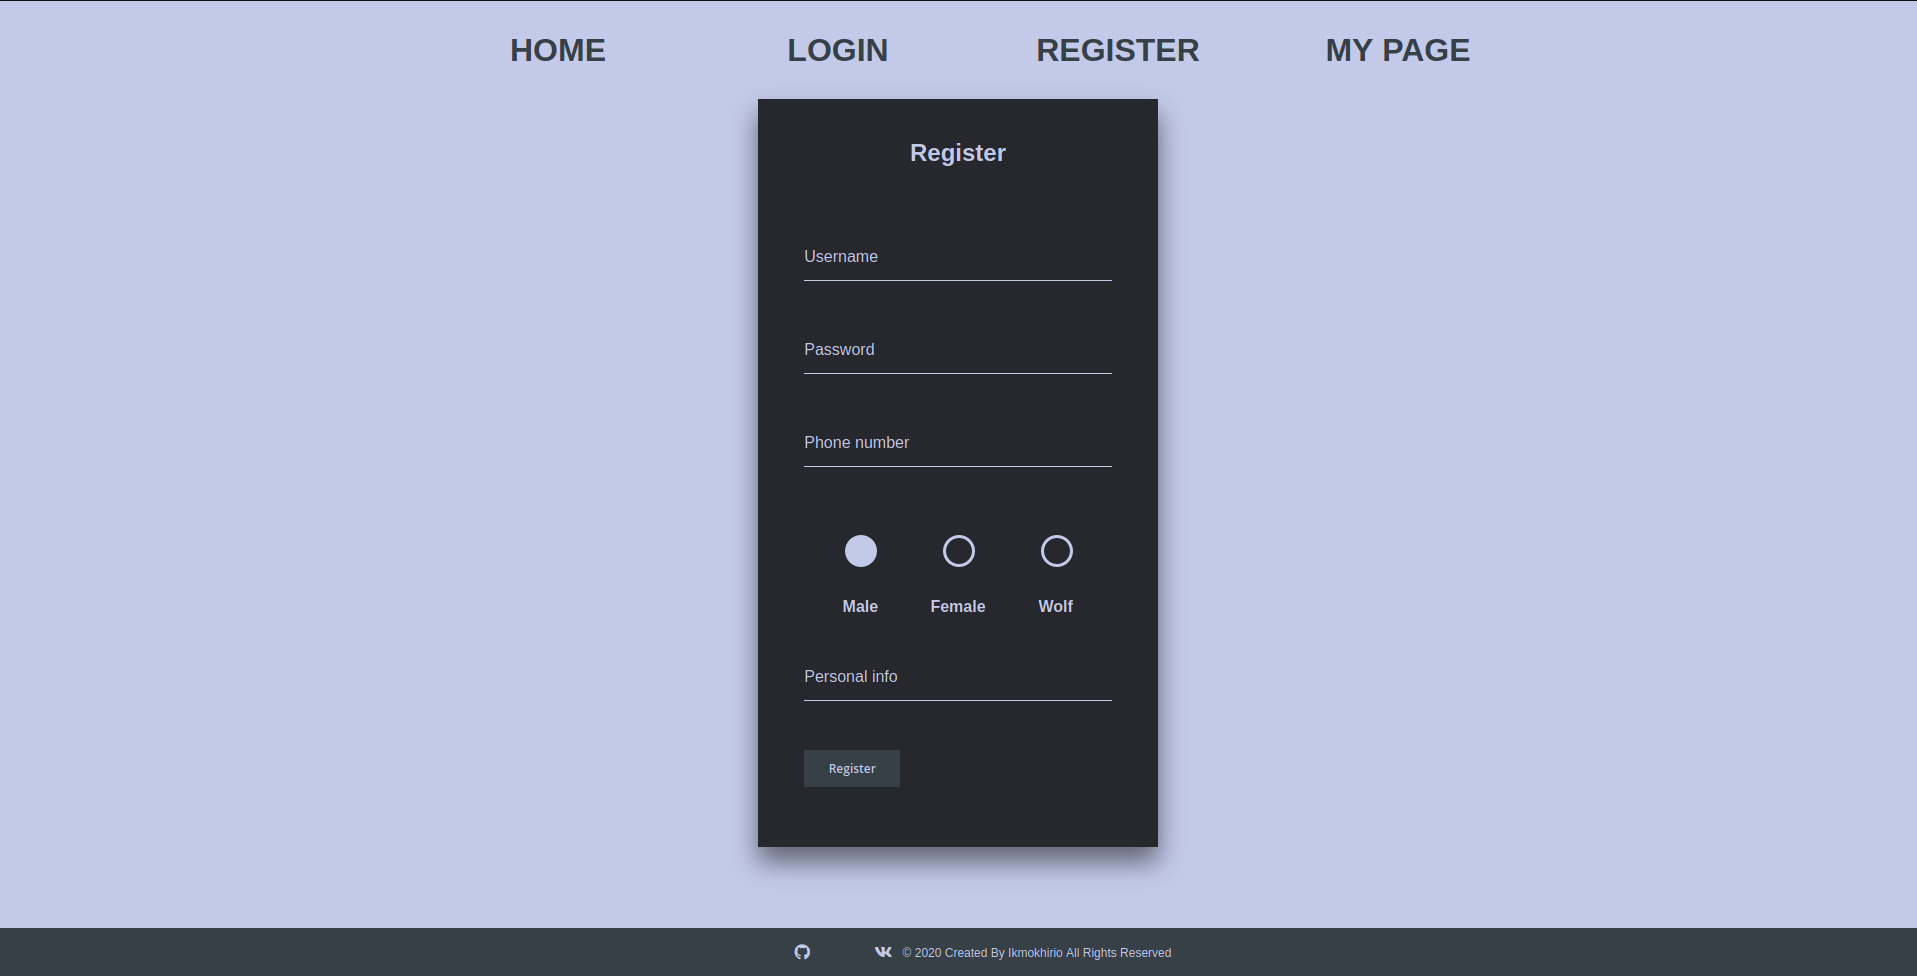 HOME LOGIN REGISTER MY PAGE
Register
Username
Password
Phone number
Male Female Wolf
Personal info
Register
© 2020 Created By Ikmokhirio All Rights Reserved